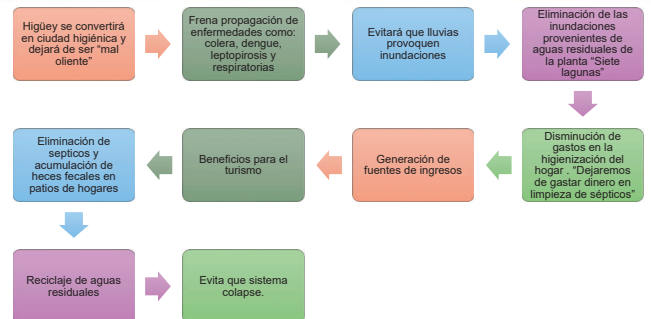 Higüey se convertirá
en ciudad higiénica y
dejará de ser “mal
oliente”
Frena propagación de
enfermedades como:
colera, dengue,
leptopirosis y
respiratorias
Evitará que lluvias
provoquen
inundaciones
Eliminación de las
inundaciones
provenientes de
aguas residuales de
la planta “Siete
lagunas”
Disminución de
gastos en la
higienización del
hogar . “Dejaremos
de gastar dinero en
limpieza de sépticos”
Generación de
fuentes de ingresos
Beneficios para el
turismo
Eliminación de
septicos y
acumulación de
heces fecales en
patios de hogares
Reciclaje de aguas
residuales
Evita que sistema
colapse.